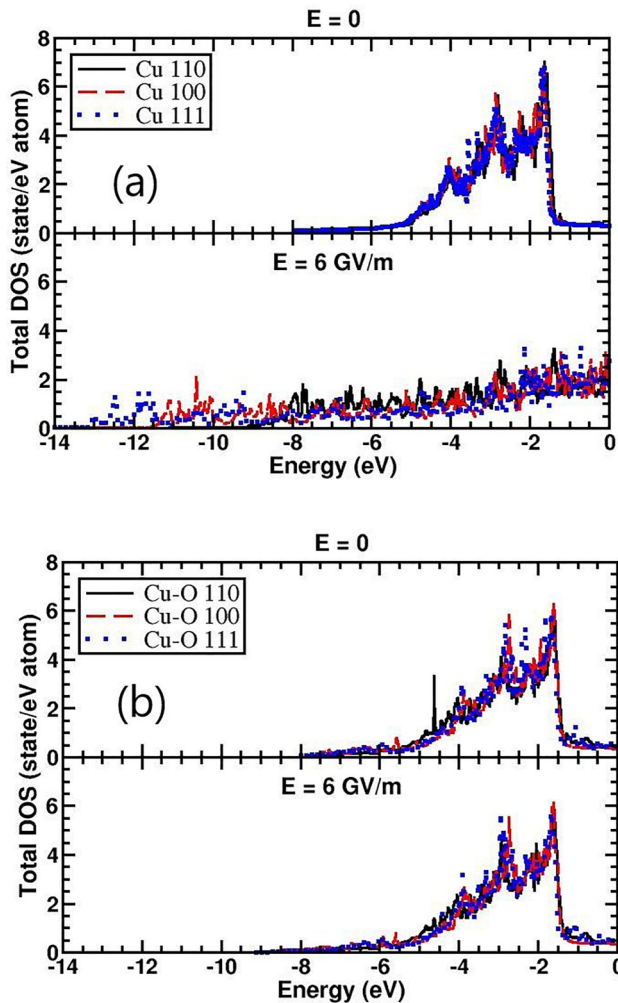 E = 0
8
Cu 110
Cu 100
Cu 111
6
4
(a)
2
0
E = 6 GV/m
6
4
2
0
-14 -12 -10 -8 -6 -4 -2 0
Energy (eV)
Total DOS (state/eV atom)
E = 0
8
Cu-O 110
Cu-O 100
Cu-O 111
6
4
(b)
2
0
E = 6 GV/m
6
4
2
0
-14 -12 -10 -8 -6 -4 -2 0
Energy (eV)
Total DOS (state/eV atom)